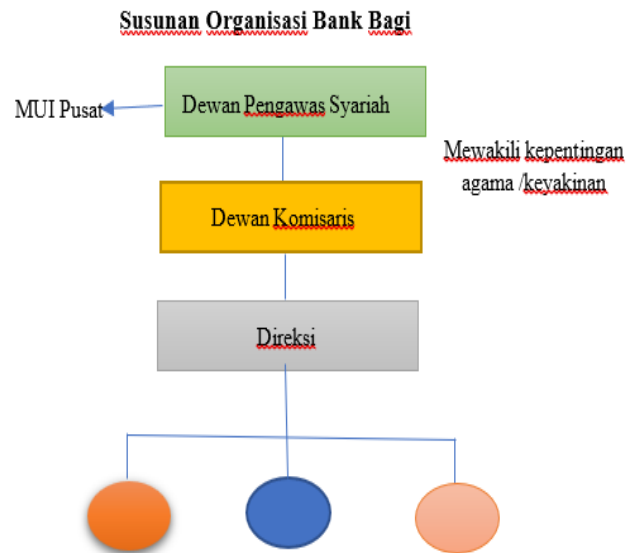 Susunan Organisasi Bank Bagi
MUI Pusat
Dewan Pengawas Syariah
Mewakili kepentingan
agama /keyakinan
Dewan Komisaris
Direksi